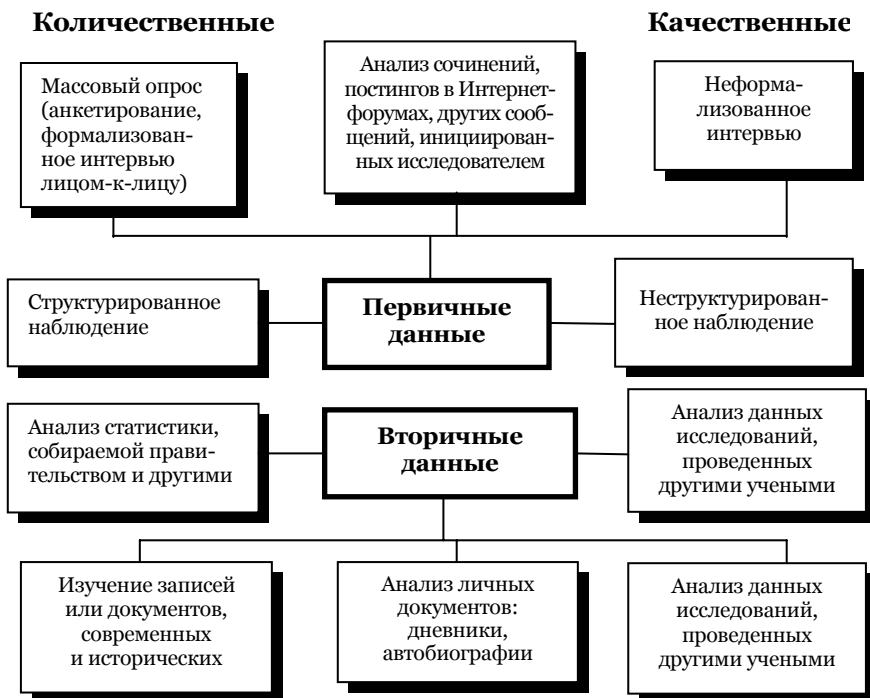 Количественные
Качественные
Массовый опрос
(анкетирование,
формализован-
ное интервью
лицом-к-лицу)
Анализ сочинений,
постингов в Интернет-
форумах, других сооб-
щений, инициирован-
ных исследователем
Неформа-
лизованное
интервью
Структурированное
наблюдение
Первичные
данные
Неструктурирован-
ное наблюдение
Анализ статистики,
собираемой прави-
тельством и другими
Вторичные
данные
Анализ данных
исследований,
проведенных
другими учеными
Изучение записей
или документов,
современных
и исторических
Анализ личных
документов:
дневники,
автобиографии
Анализ данных
исследований,
проведенных
другими учеными